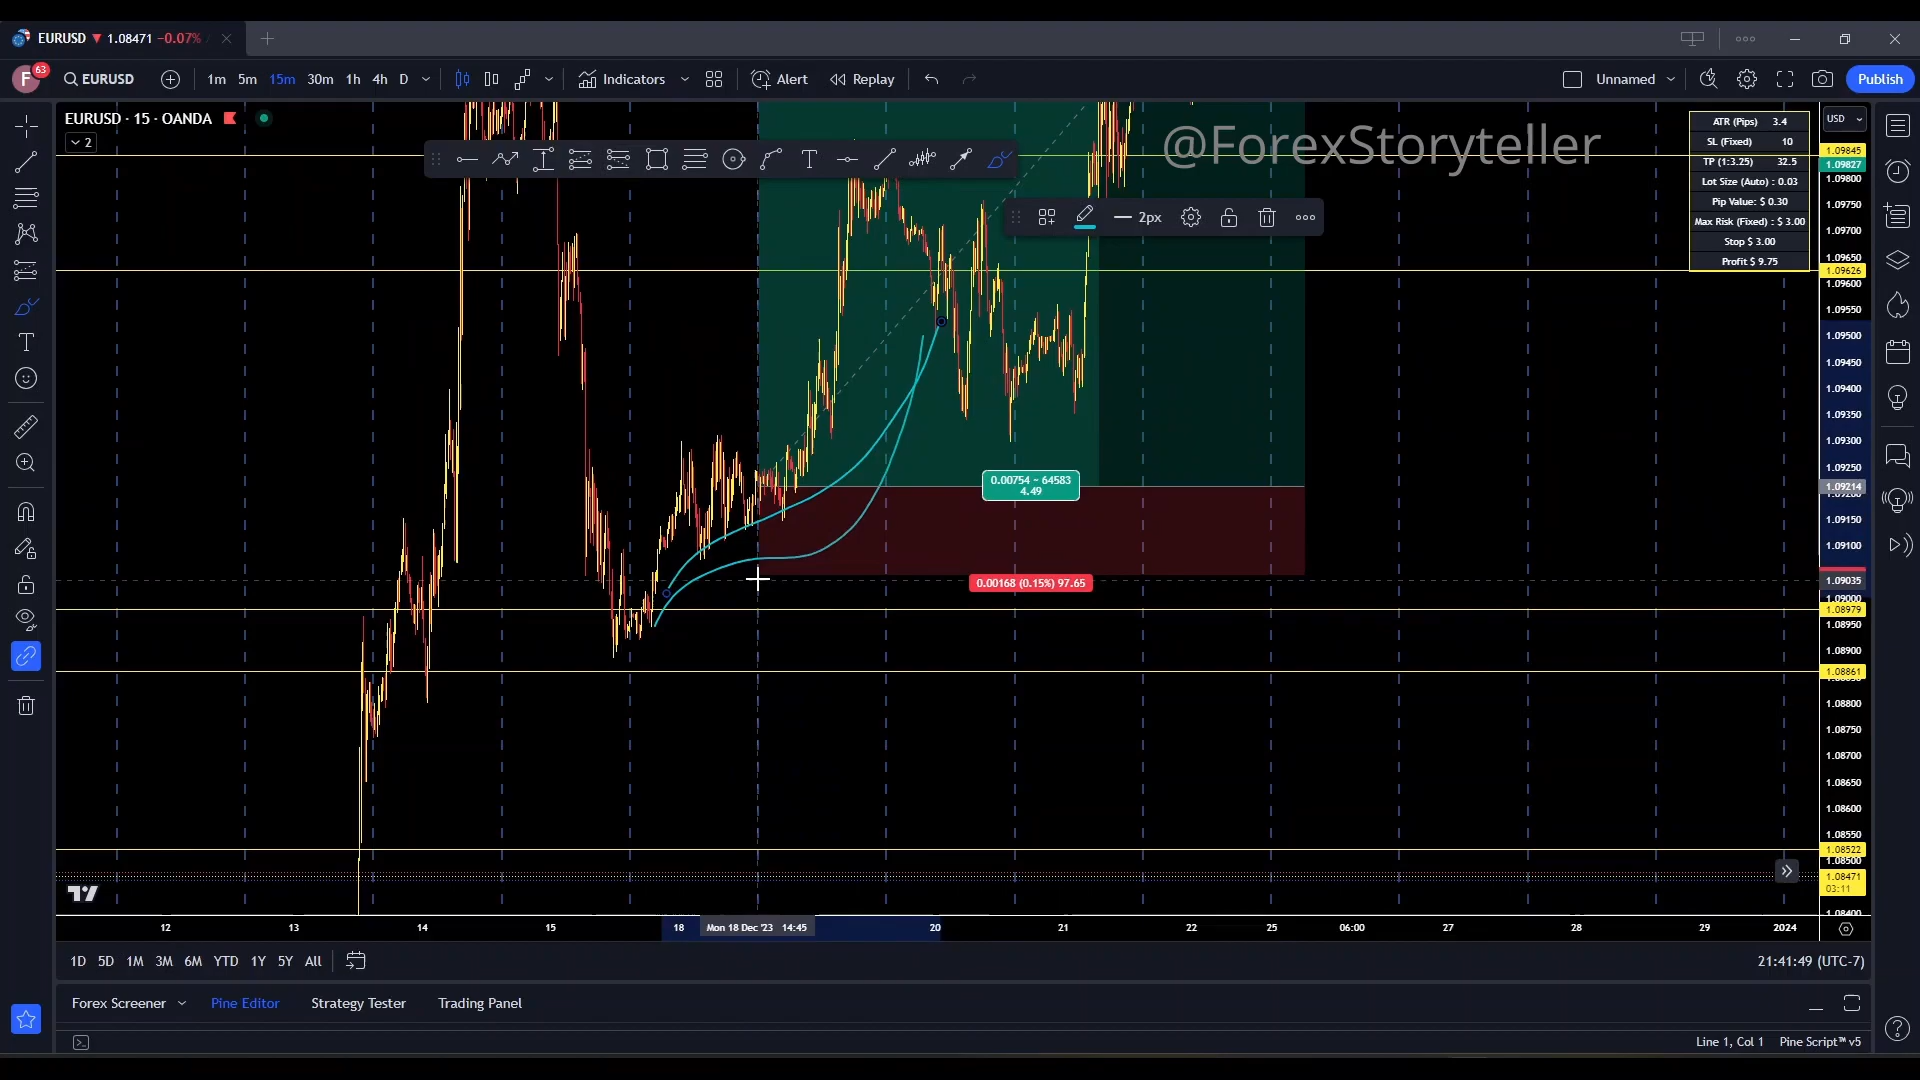 EURUSD ▼ 1.08471 −0.07%
F 63 EURUSD 1m 5m 15m 30m 1h 4h D Indicators Alert Replay Unnamed Publish
EURUSD · 15 · OANDA
2
T
2px
@ForexStoryteller
ATR (Pips) 3.4
SL (Fixed) 10
TP (1:3.25) 32.5
Lot Size (Auto) : 0.03
Pip Value: $ 0.30
Max Risk (Fixed) : $ 3.00
Stop $ 3.00
Profit $ 9.75
USD
1.09845
1.09827
1.09800
1.09750
1.09700
1.09650
1.09626
1.09600
1.09550
1.09500
1.09450
1.09400
1.09350
1.09300
1.09250
1.09214
1.09150
1.09100
1.09035
1.09000
1.08979
1.08950
1.08900
1.08861
1.08800
1.08750
1.08700
1.08650
1.08600
1.08550
1.08522
1.08500
1.08471
03:11
1.08400
0.00754 ~ 64583
4.49
0.00168 (0.15%) 97.65
12 13 14 15 18 Mon 18 Dec '23 14:45 20 21 22 25 06:00 27 28 29 2024
1D 5D 1M 3M 6M YTD 1Y 5Y All
21:41:49 (UTC-7)
Forex Screener Pine Editor Strategy Tester Trading Panel
Line 1, Col 1 Pine Script™ v5